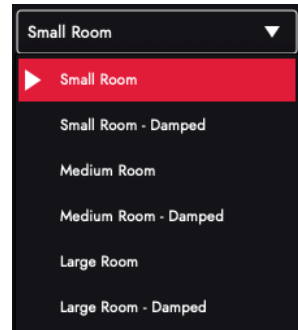 Small Room
Small Room
Small Room - Damped
Medium Room
Medium Room - Damped
Large Room
Large Room - Damped